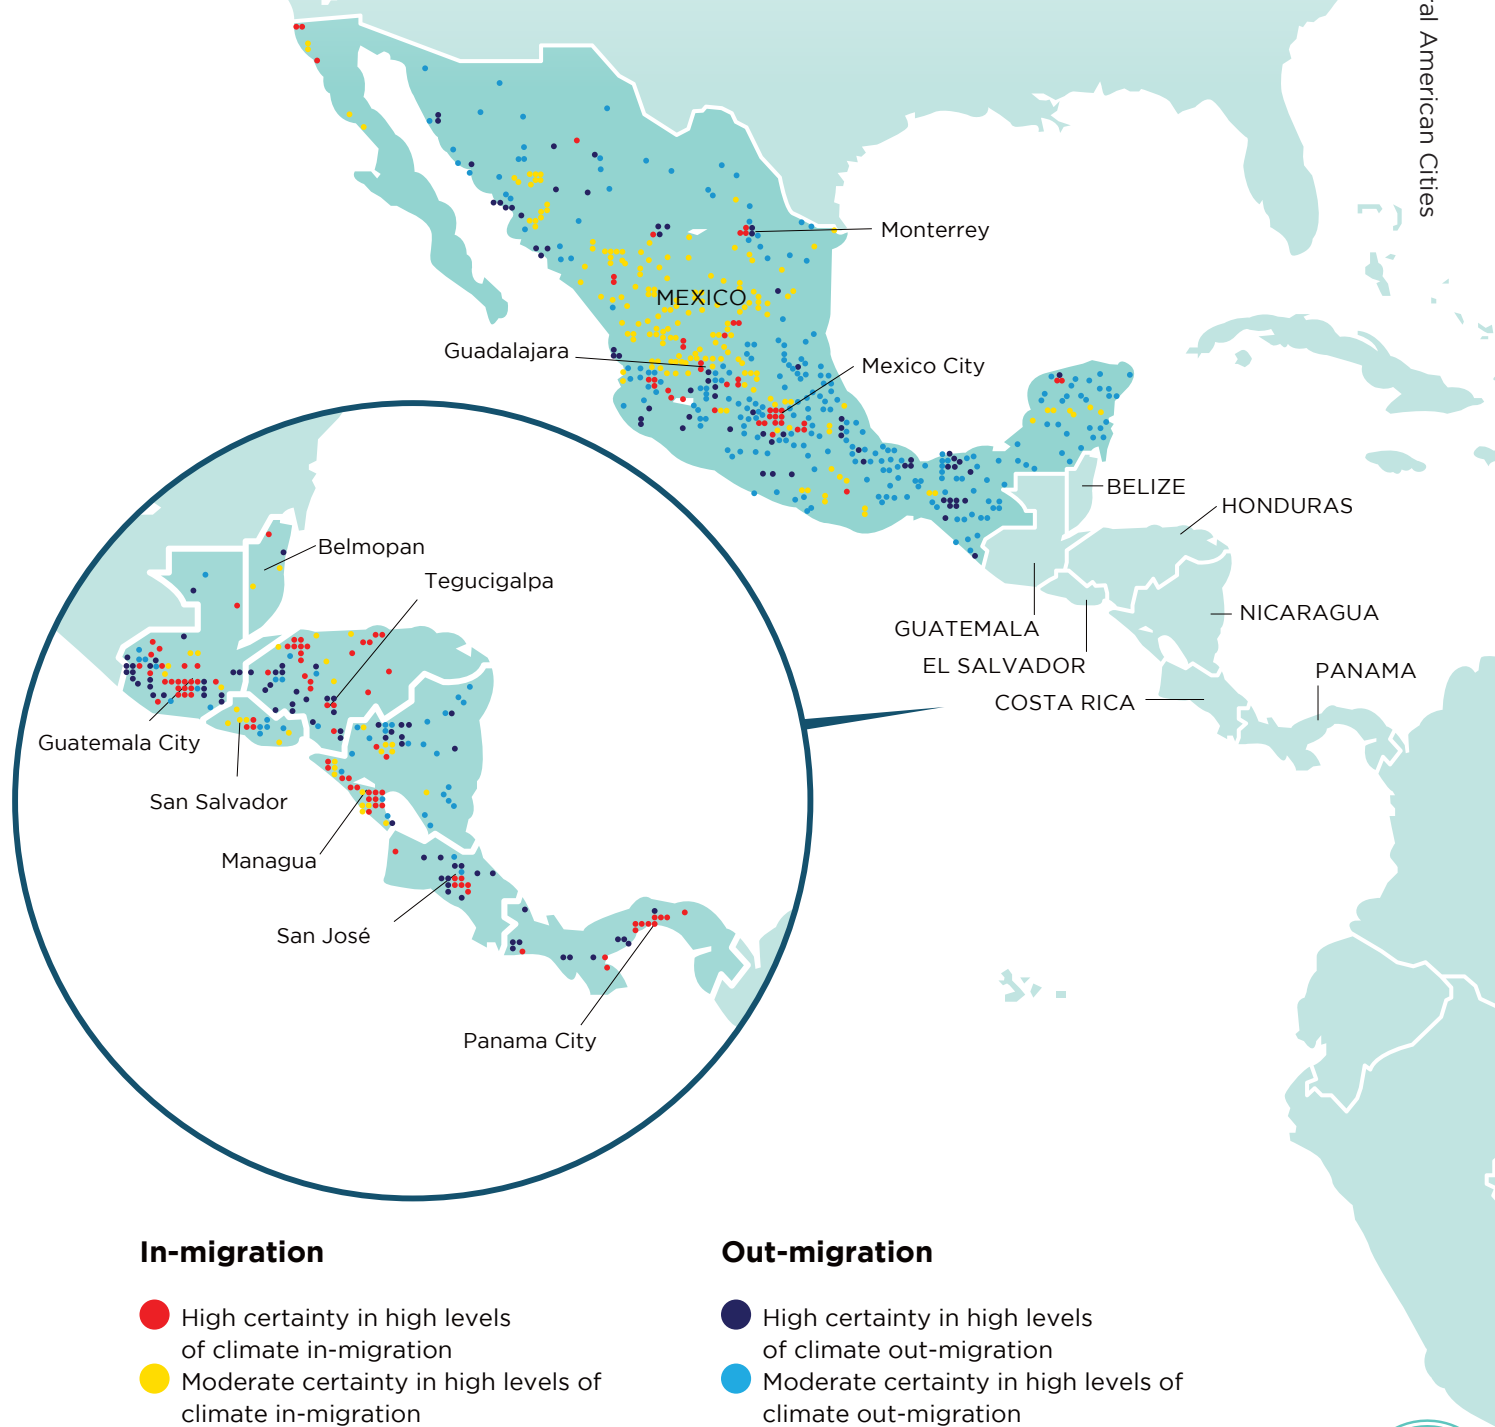 ral American Cities
Monterrey
MEXICO
Guadalajara
Mexico City
BELIZE
HONDURAS
Belmopan
Tegucigalpa
GUATEMALA
NICARAGUA
EL SALVADOR
PANAMA
COSTA RICA
Guatemala City
San Salvador
Managua
San José
Panama City
In-migration
High certainty in high levels
of climate in-migration
Moderate certainty in high levels of
climate in-migration
Out-migration
High certainty in high levels
of climate out-migration
Moderate certainty in high levels of
climate out-migration